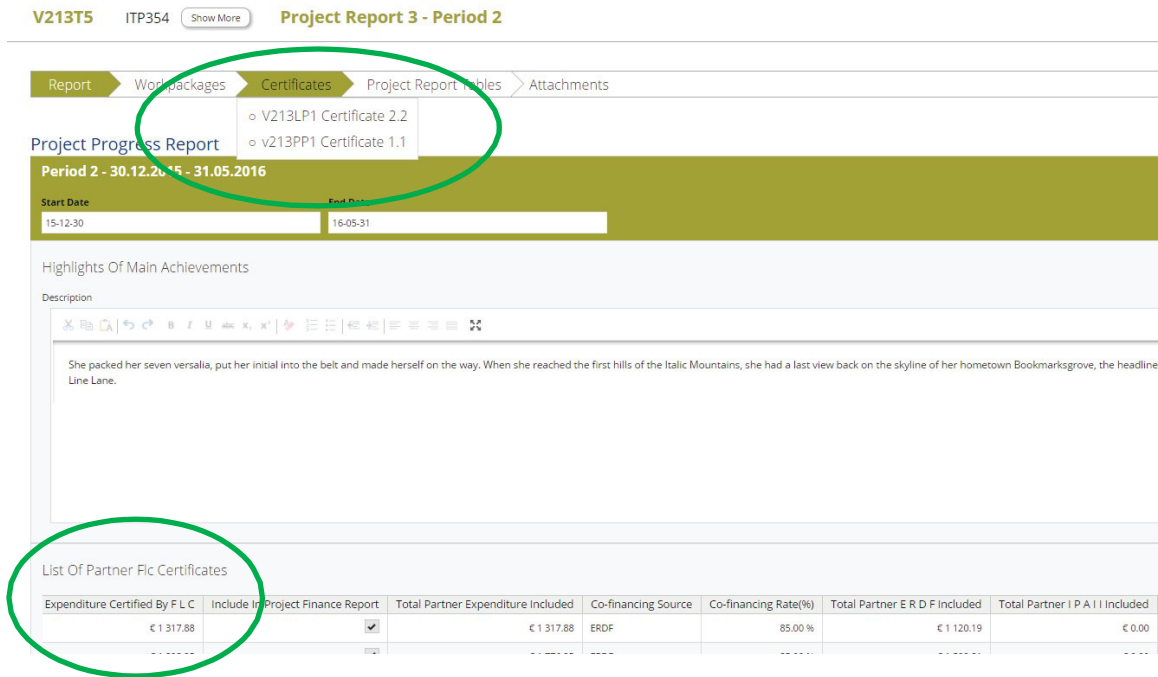 V213T5 ITP354 Show More Project Report 3 - Period 2
Report Workpackages Certificates Project Report Tables Attachments
V213LP1 Certificate 2.2
v213PP1 Certificate 1.1
Project Progress Report
Period 2 - 30.12.2015 - 31.05.2016
Start Date End Date
15-12-30 16-05-31
Highlights Of Main Achievements
Description
She packed her seven versalia, put her initial into the belt and made herself on the way. When she reached the first hills of the Italic Mountains, she had a last view back on the skyline of her hometown Bookmarksgrove, the headline
Line Lane.
List Of Partner Flc Certificates
Expenditure Certified By F L C Include In Project Finance Report Total Partner Expenditure Included Co-financing Source Co-financing Rate(%) Total Partner E R D F Included Total Partner I P A I I Included
€ 1 317.88 € 1 317.88 ERDF 85.00 % € 1 120.19 € 0.00